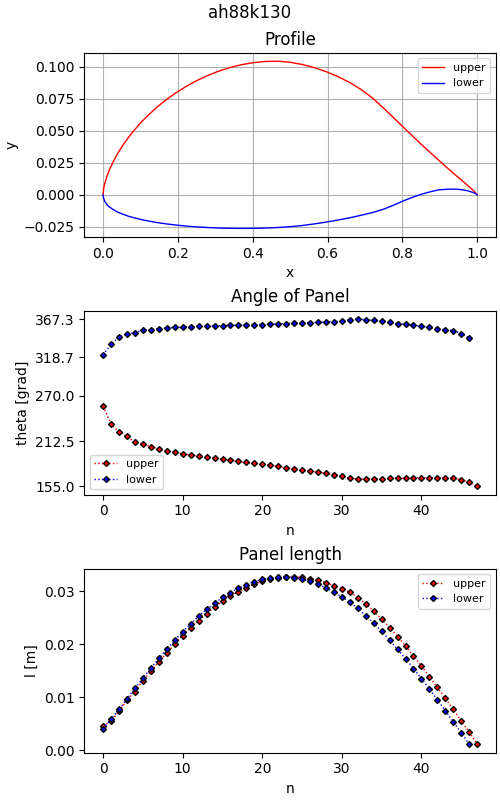 ah88k130
Profile
0.100
0.075
0.050
0.025
0.000
−0.025
y
upper
lower
0.0 0.2 0.4 0.6 0.8 1.0
x
Angle of Panel
367.3
318.7
270.0
212.5
155.0
theta [grad]
upper
lower
0 10 20 30 40
n
Panel length
0.03
0.02
0.01
0.00
l [m]
upper
lower
0 10 20 30 40
n